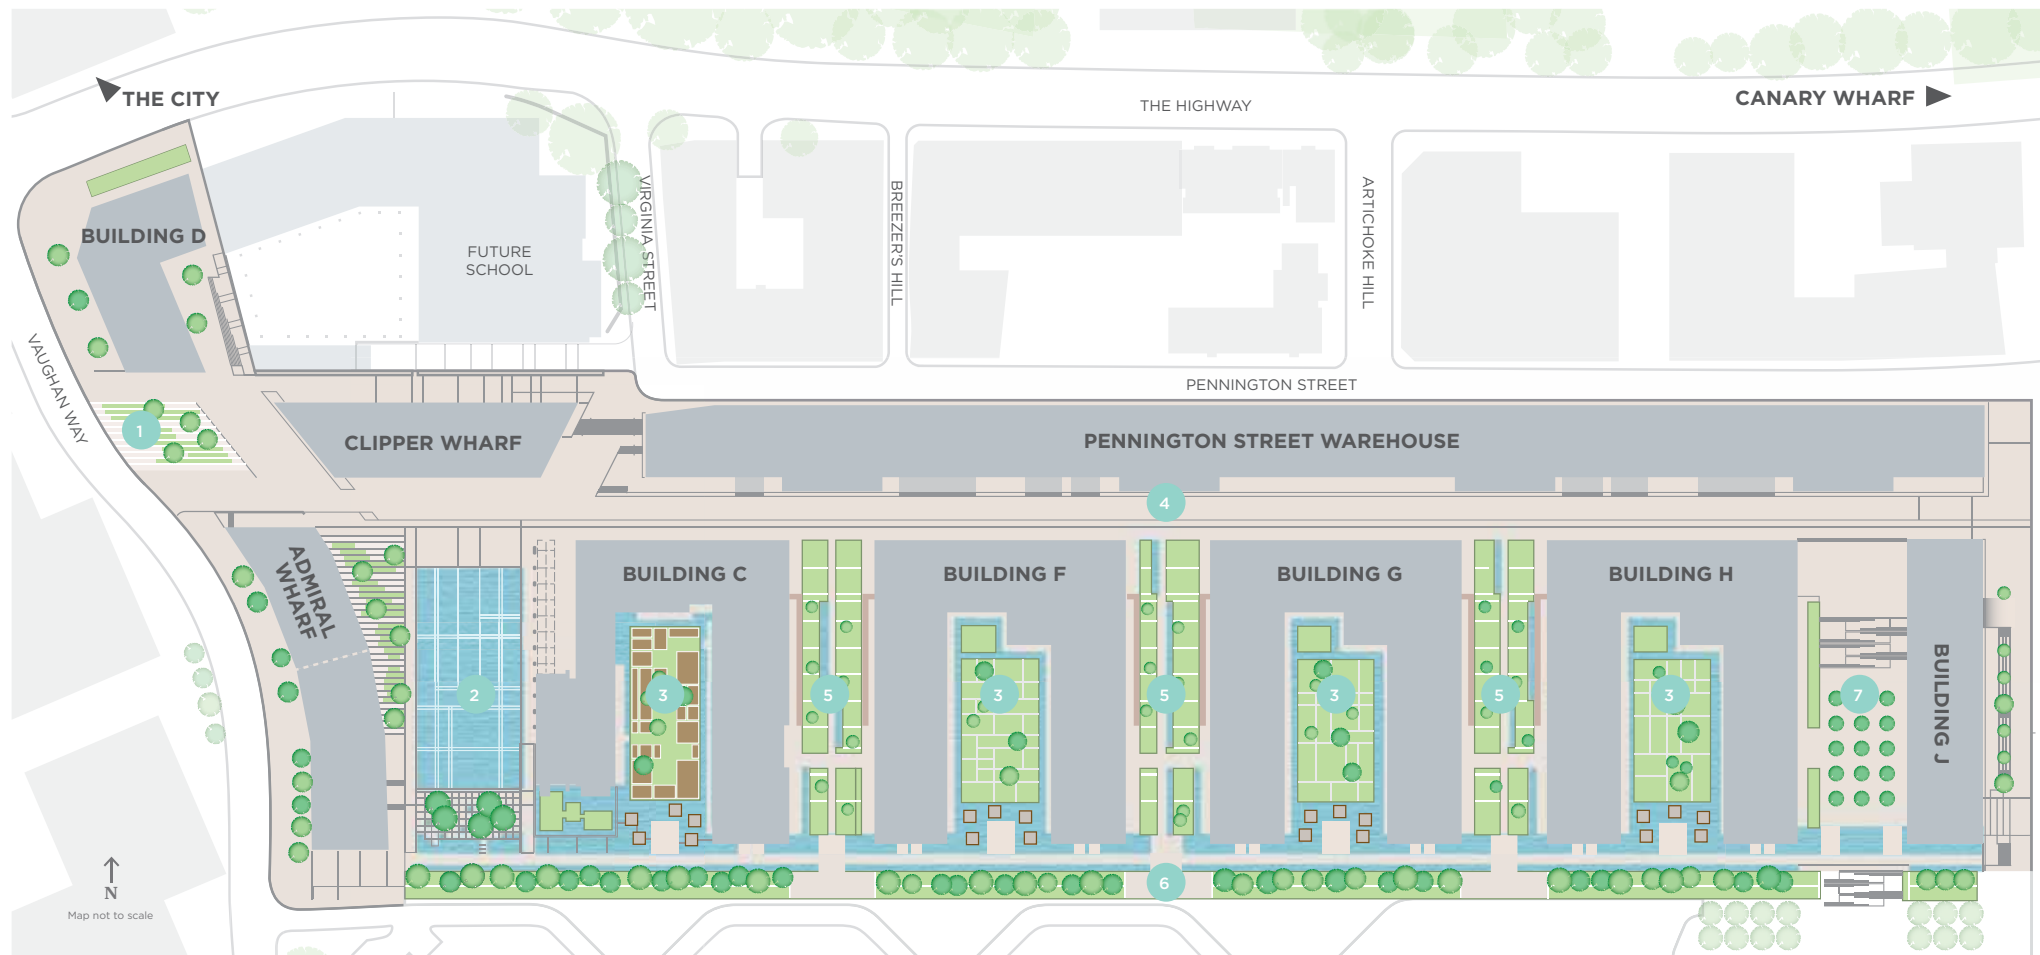 THE CITY
THE HIGHWAY
CANARY WHARF
BUILDING D
FUTURE
SCHOOL
VIRGINIA STREET
BREEZER'S HILL
ARTICHOKE HILL
VAUGHAN WAY
PENNINGTON STREET
1
CLIPPER WHARF
PENNINGTON STREET WAREHOUSE
4
ADMIRAL
WHARF
BUILDING C
BUILDING F
BUILDING G
BUILDING H
BUILDING J
2
3
5
3
5
3
5
3
7
6
N
Map not to scale